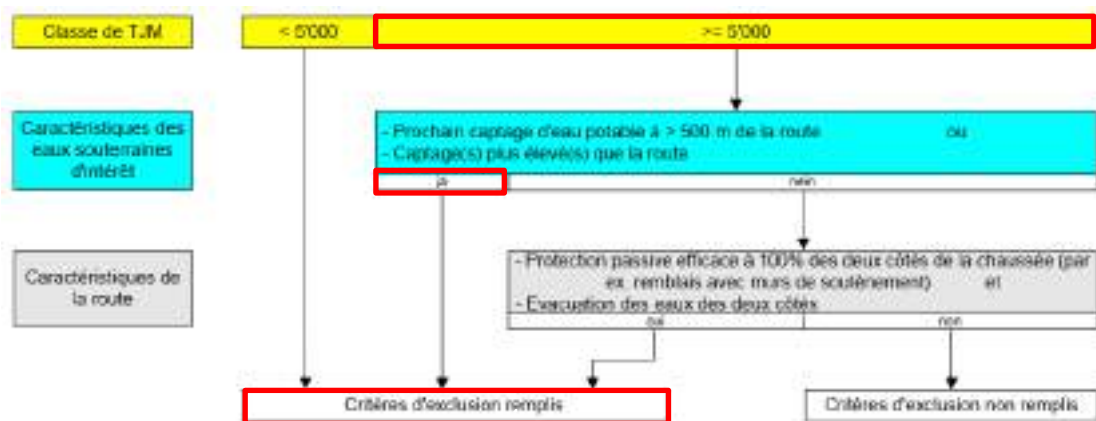 Classe de TJM
< 5'000
>= 5'000
Caractéristiques des
eaux souterraines
d'intérêt
- Prochain captage d'eau potable à > 500 m de la route ou
- Captage(s) plus élevé(s) que la route
ja
nein
Caractéristiques de
la route
- Protection passive efficace à 100% des deux côtés de la chaussée (par
ex. remblais avec murs de soutènement) et
- Evacuation des eaux des deux côtés
oui
non
Critères d'exclusion remplis
Critères d'exclusion non remplis